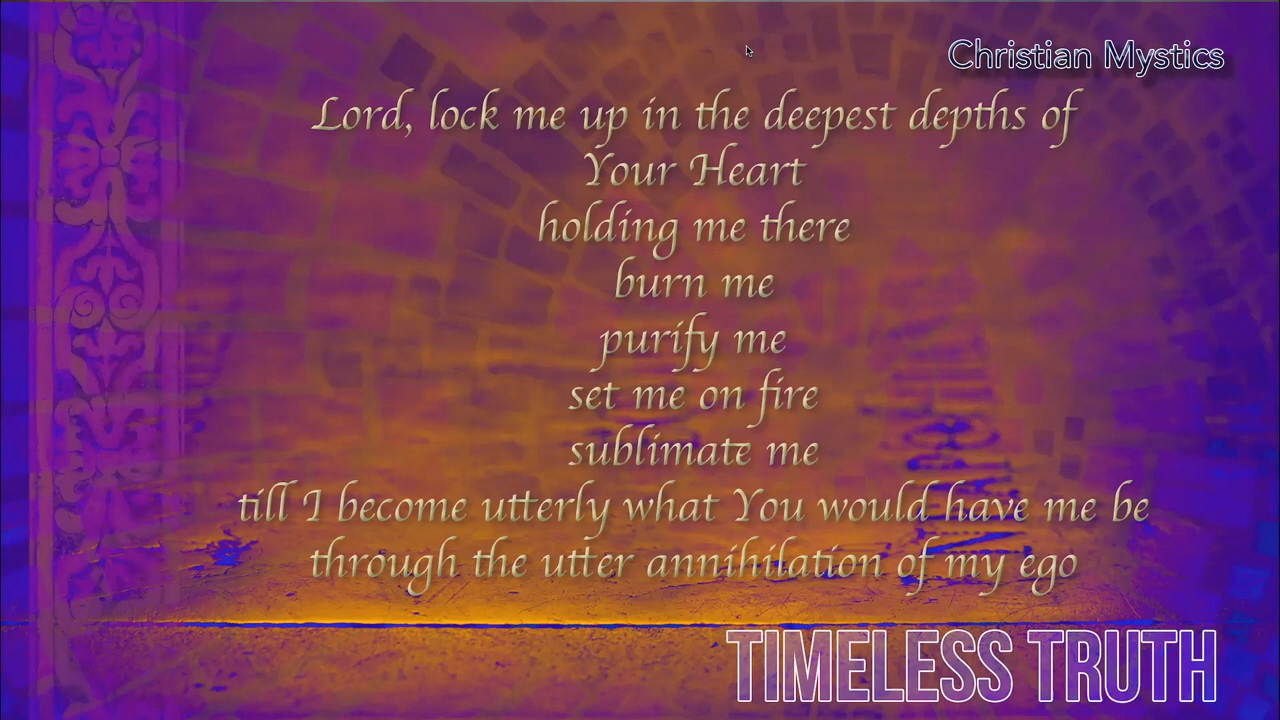 Christian Mystics
Lord, lock me up in the deepest depths of
Your Heart
holding me there
burn me
purify me
set me on fire
sublimate me
till I become utterly what You would have me be
through the utter annihilation of my ego
TIMELESS TRUTH